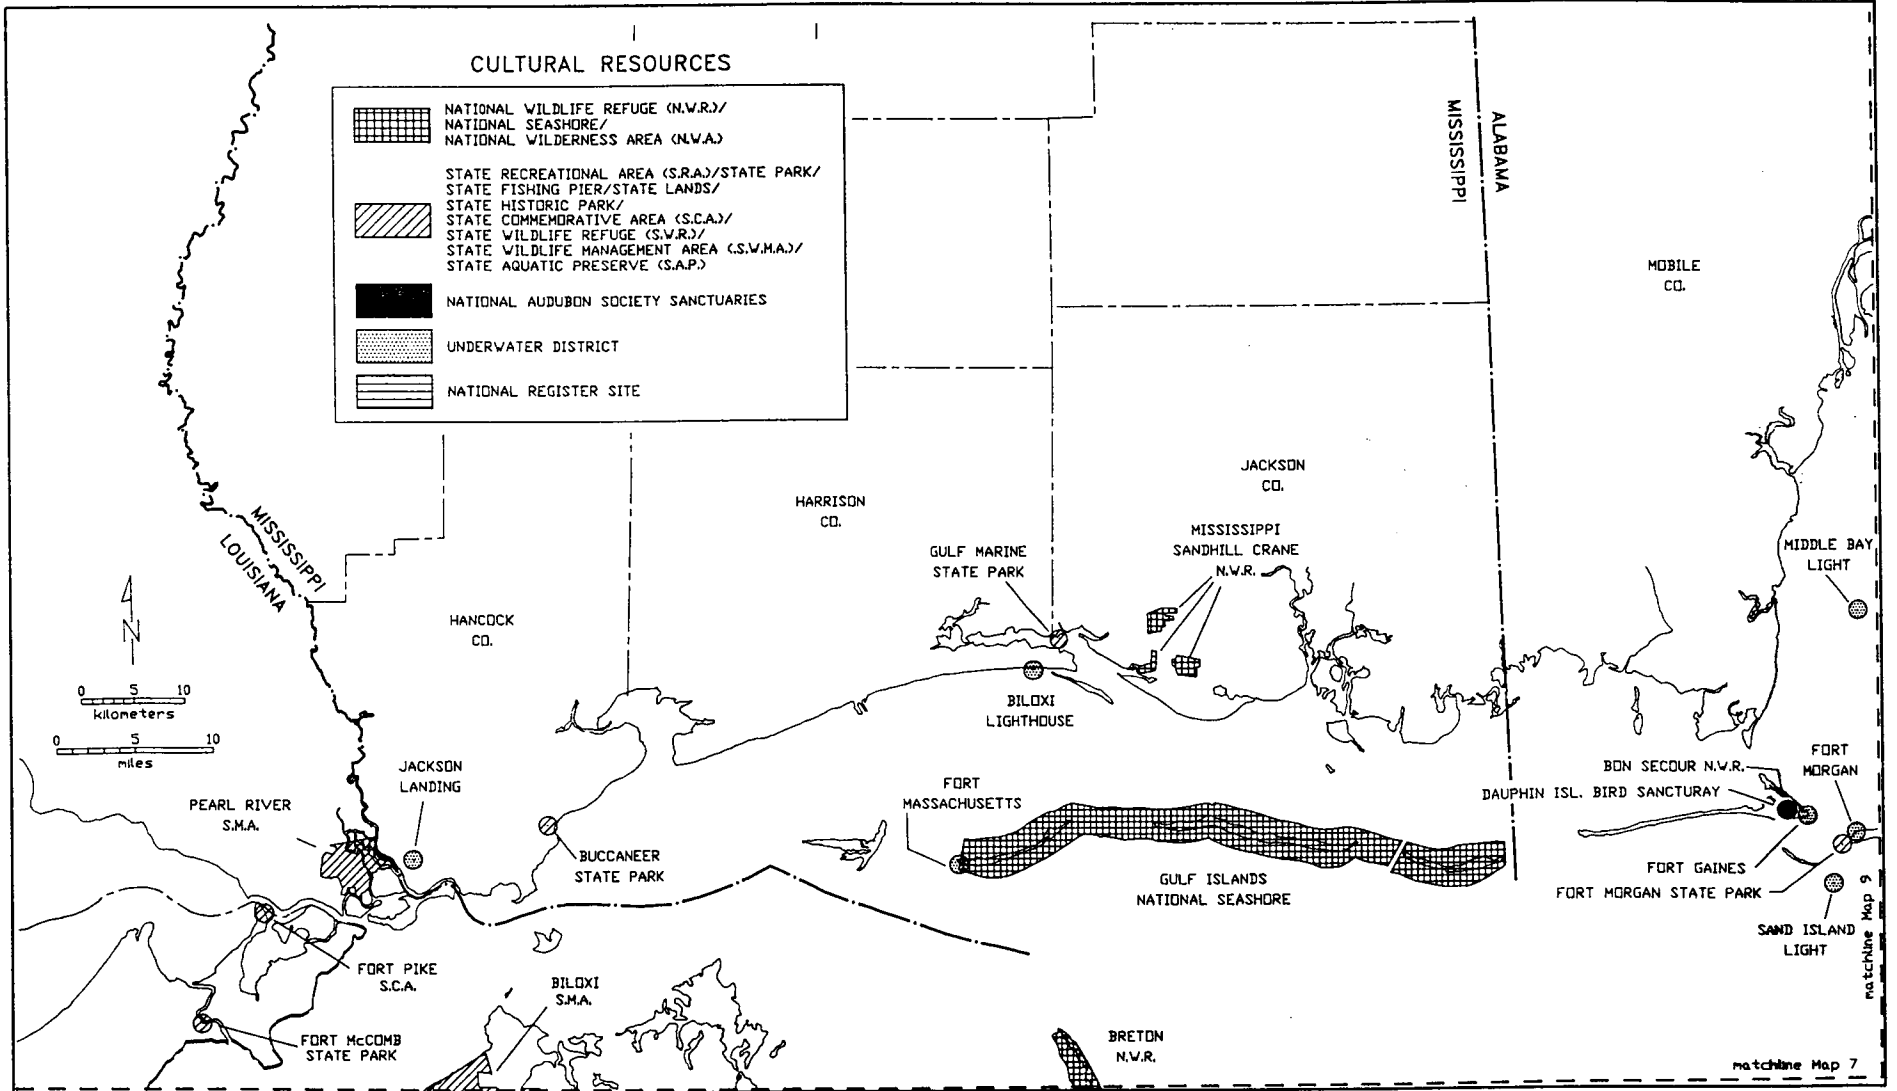 CULTURAL RESOURCES
NATIONAL WILDLIFE REFUGE (N.W.R.)/
NATIONAL SEASHORE/
NATIONAL WILDERNESS AREA (N.W.A.)
STATE RECREATIONAL AREA (S.R.A.)/STATE PARK/
STATE FISHING PIER/STATE LANDS/
STATE HISTORIC PARK/
STATE COMMEMORATIVE AREA (S.C.A.)/
STATE WILDLIFE REFUGE (S.W.R.)/
STATE WILDLIFE MANAGEMENT AREA (.S.W.M.A.)/
STATE AQUATIC PRESERVE (S.A.P.)
NATIONAL AUDUBON SOCIETY SANCTUARIES
UNDERWATER DISTRICT
NATIONAL REGISTER SITE
MISSISSIPPI
ALABAMA
MOBILE
CO.
JACKSON
CO.
HARRISON
CO.
HANCOCK
CO.
MISSISSIPPI
LOUISIANA
N
0 5 10
kilometers
0 5 10
miles
MISSISSIPPI
SANDHILL CRANE
N.W.R.
GULF MARINE
STATE PARK
MIDDLE BAY
LIGHT
BILOXI
LIGHTHOUSE
JACKSON
LANDING
PEARL RIVER
S.M.A.
BUCCANEER
STATE PARK
FORT
MASSACHUSETTS
GULF ISLANDS
NATIONAL SEASHORE
BON SECOUR N.W.R.
DAUPHIN ISL. BIRD SANCTURAY
FORT
MORGAN
FORT GAINES
FORT MORGAN STATE PARK
SAND ISLAND
LIGHT
FORT PIKE
S.C.A.
BILOXI
S.M.A.
FORT McCOMB
STATE PARK
BRETON
N.W.R.
matchline Map 9
matchline Map 7